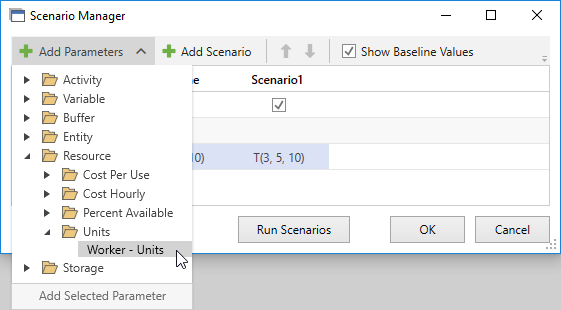 Scenario Manager
Add Parameters Add Scenario Show Baseline Values
Activity
Variable
Buffer
Entity
Resource
Cost Per Use
Cost Hourly
Percent Available
Units
Worker - Units
Storage
Add Selected Parameter
Scenario1
10) T(3, 5, 10)
Run Scenarios OK Cancel